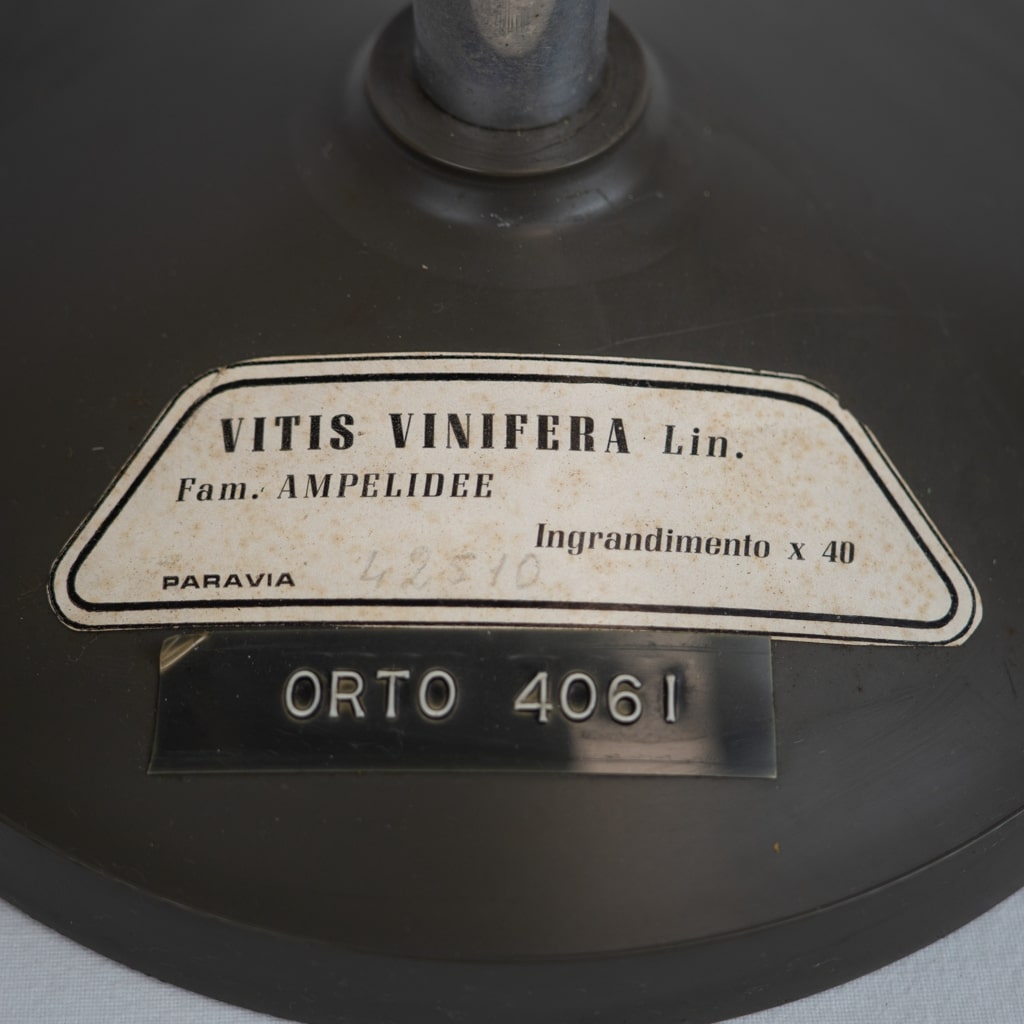 VITIS VINIFERA Lin.
Fam. AMPELIDEE
Ingrandimento x 40
PARAVIA 42510
ORTO 4061